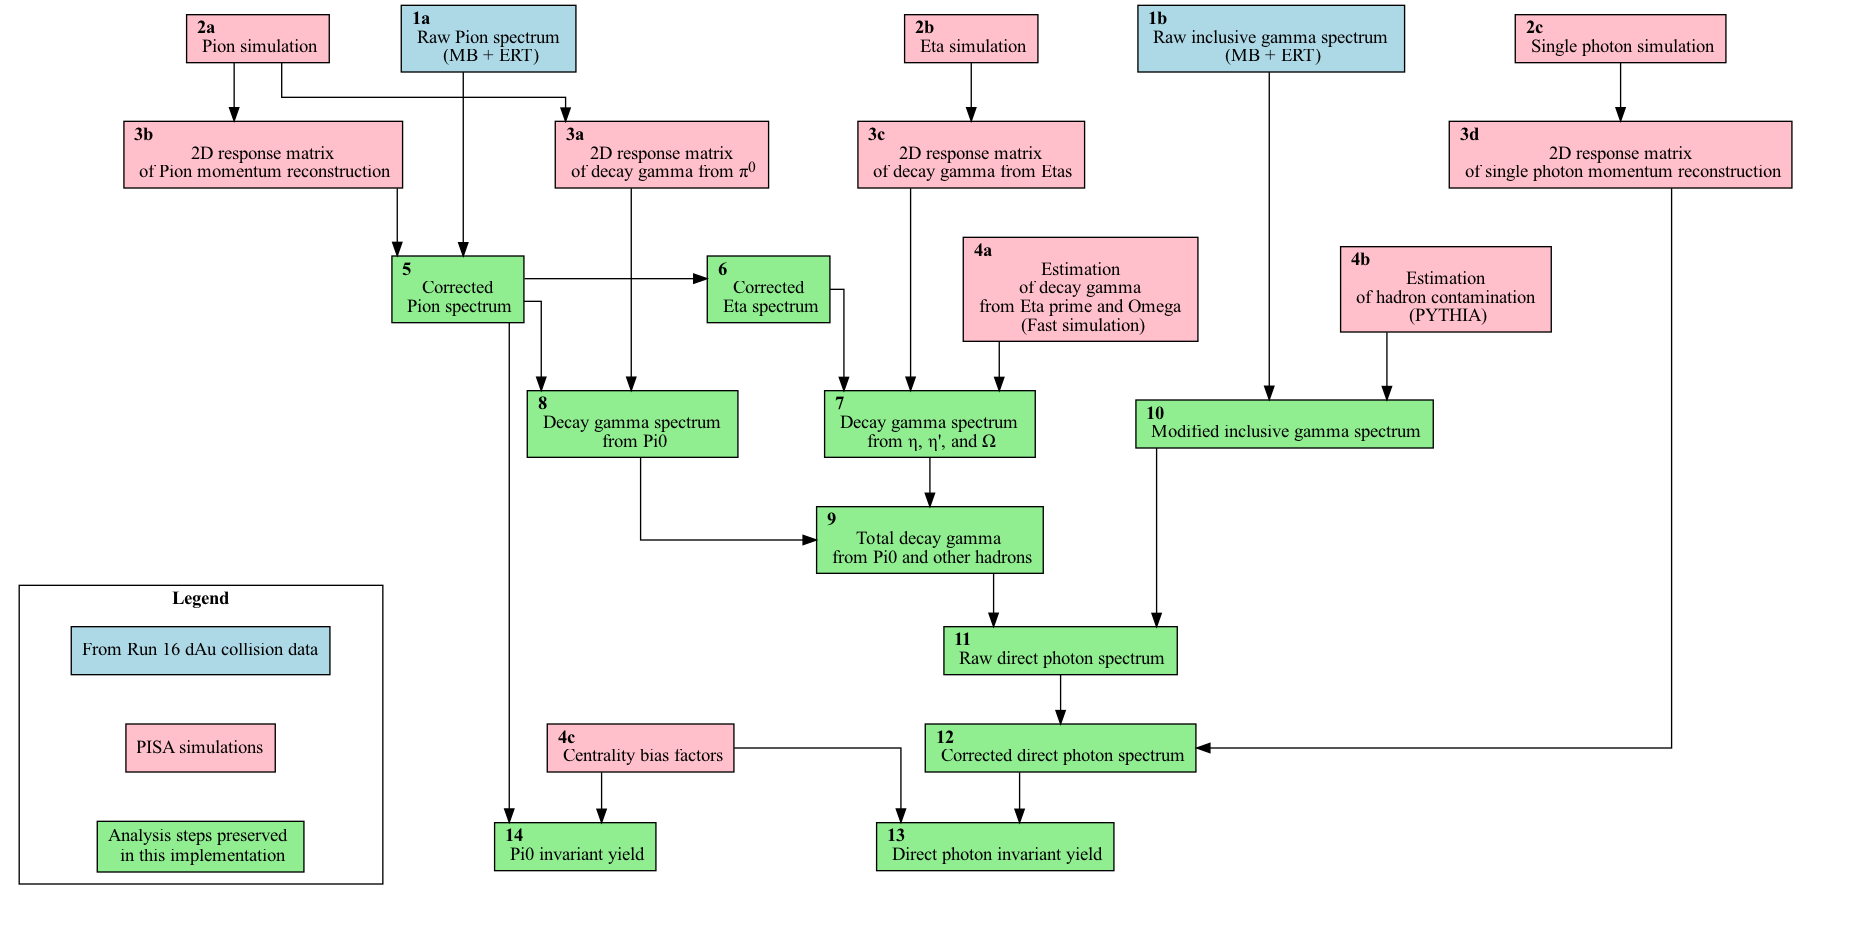 2a
Pion simulation
1a
Raw Pion spectrum
(MB + ERT)
2b
Eta simulation
1b
Raw inclusive gamma spectrum
(MB + ERT)
2c
Single photon simulation
3b
2D response matrix
of Pion momentum reconstruction
3a
2D response matrix
of decay gamma from π⁰
3c
2D response matrix
of decay gamma from Etas
3d
2D response matrix
of single photon momentum reconstruction
5
Corrected
Pion spectrum
6
Corrected
Eta spectrum
4a
Estimation
of decay gamma
from Eta prime and Omega
(Fast simulation)
4b
Estimation
of hadron contamination
(PYTHIA)
8
Decay gamma spectrum
from Pi0
7
Decay gamma spectrum
from η, η', and Ω
10
Modified inclusive gamma spectrum
9
Total decay gamma
from Pi0 and other hadrons
11
Raw direct photon spectrum
4c
Centrality bias factors
12
Corrected direct photon spectrum
14
Pi0 invariant yield
13
Direct photon invariant yield
Legend
From Run 16 dAu collision data
PISA simulations
Analysis steps preserved
in this implementation